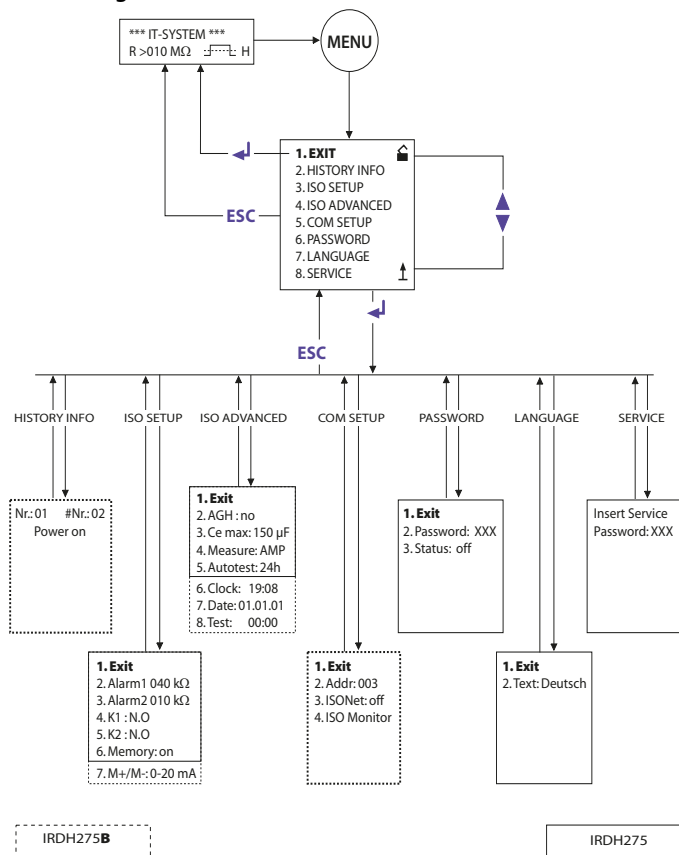 *** IT-SYSTEM ***
R >010 MΩ H
MENU
1. EXIT
2. HISTORY INFO
3. ISO SETUP
4. ISO ADVANCED
5. COM SETUP
6. PASSWORD
7. LANGUAGE
8. SERVICE
ESC
ESC
HISTORY INFO
ISO SETUP
ISO ADVANCED
COM SETUP
PASSWORD
LANGUAGE
SERVICE
Nr.: 01 #Nr.: 02
Power on
1. Exit
2. AGH : no
3. Ce max: 150 µF
4. Measure: AMP
5. Autotest: 24h
6. Clock: 19:08
7. Date: 01.01.01
8. Test: 00:00
1. Exit
2. Password: XXX
3. Status: off
Insert Service
Password: XXX
1. Exit
2. Alarm1 040 kΩ
3. Alarm2 010 kΩ
4. K1 : N.O
5. K2 : N.O
6. Memory: on
7. M+/M-: 0-20 mA
1. Exit
2. Addr: 003
3. ISONet: off
4. ISO Monitor
1. Exit
2. Text: Deutsch
IRDH275B
IRDH275